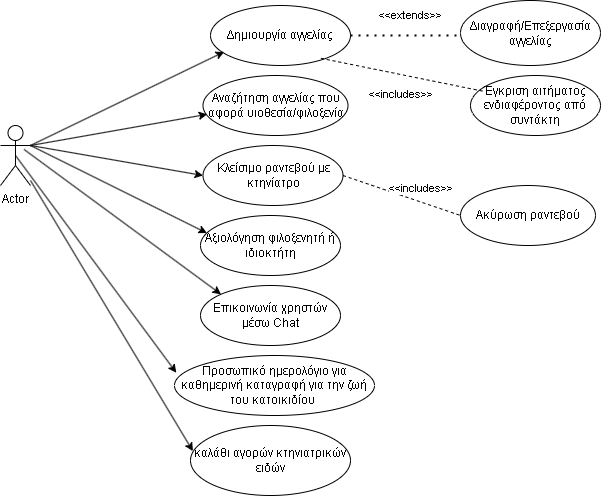 Δημιουργία αγγελίας
<<extends>>
Διαγραφή/Επεξεργασία
αγγελίας
Αναζήτηση αγγελίας που
αφορά υιοθεσία/φιλοξενία
<<includes>>
Έγκριση αιτήματος
ενδιαφέροντος από
συντάκτη
Actor
Κλείσιμο ραντεβού με
κτηνίατρο
<<includes>>
Ακύρωση ραντεβού
Αξιολόγηση φιλοξενητή ή
ιδιοκτήτη
Επικοινωνία χρηστών
μέσω Chat
Προσωπικό ημερολόγιο για
καθημερινή καταγραφή για την ζωή
του κατοικιδίου
καλάθι αγορών κτηνιατρικών
ειδών